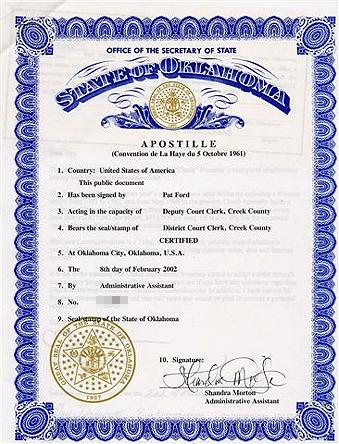 OFFICE OF THE SECRETARY OF STATE
STATE OF OKLAHOMA
APOSTILLE
(Convention de La Haye du 5 Octobre 1961)
1. Country: United States of America
This public document
2. Has been signed by Pat Ford
3. Acting in the capacity of Deputy Court Clerk, Creek County
4. Bears the seal/stamp of District Court Clerk, Creek County
CERTIFIED
5. At Oklahoma City, Oklahoma, U.S.A.
6. The 8th day of February 2002
7. By Administrative Assistant
8. No.
9. Seal/stamp of the State of Oklahoma
GREAT SEAL OF THE STATE OF OKLAHOMA
1907
10. Signature:
Shandra Morton
Administrative Assistant